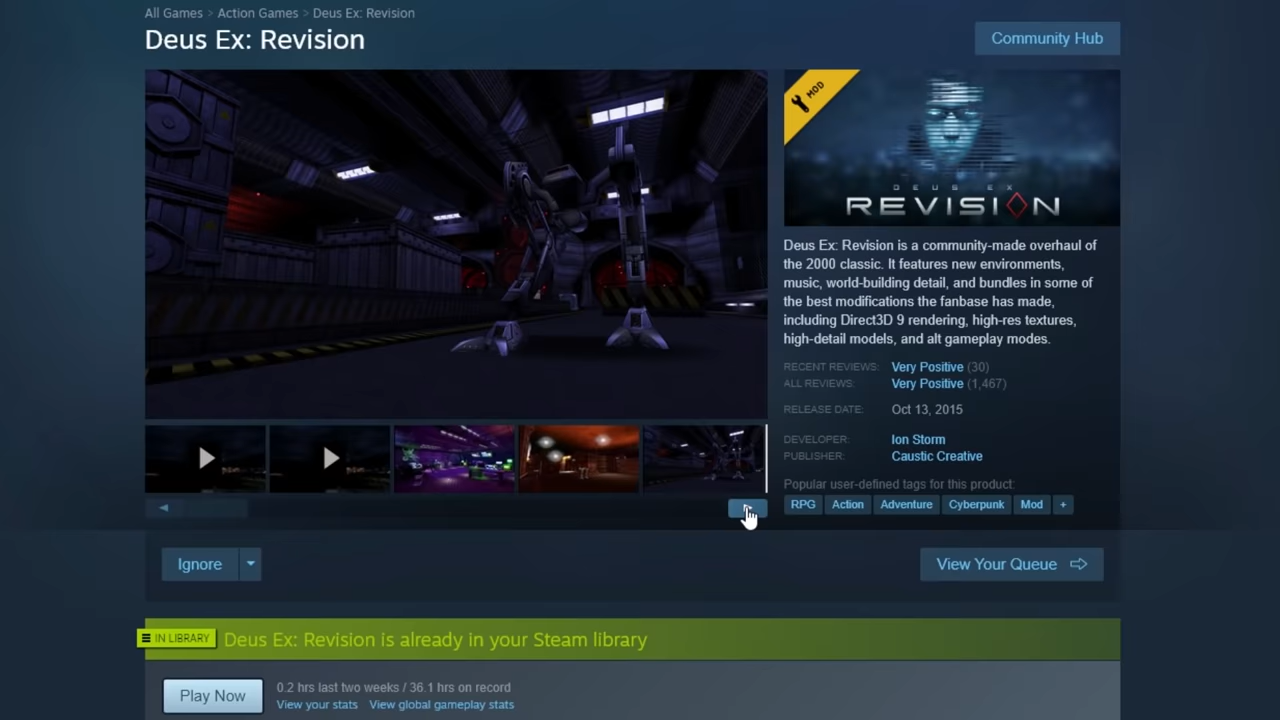 All Games > Action Games > Deus Ex: Revision
Deus Ex: Revision
Community Hub
MOD
DEUS EX
REVISION
Deus Ex: Revision is a community-made overhaul of
the 2000 classic. It features new environments,
music, world-building detail, and bundles in some of
the best modifications the fanbase has made,
including Direct3D 9 rendering, high-res textures,
high-detail models, and alt gameplay modes.
RECENT REVIEWS: Very Positive (30)
ALL REVIEWS: Very Positive (1,467)
RELEASE DATE: Oct 13, 2015
DEVELOPER: Ion Storm
PUBLISHER: Caustic Creative
Popular user-defined tags for this product:
RPG Action Adventure Cyberpunk Mod +
Ignore
View Your Queue
IN LIBRARY Deus Ex: Revision is already in your Steam library
Play Now
0.2 hrs last two weeks / 36.1 hrs on record
View your stats View global gameplay stats